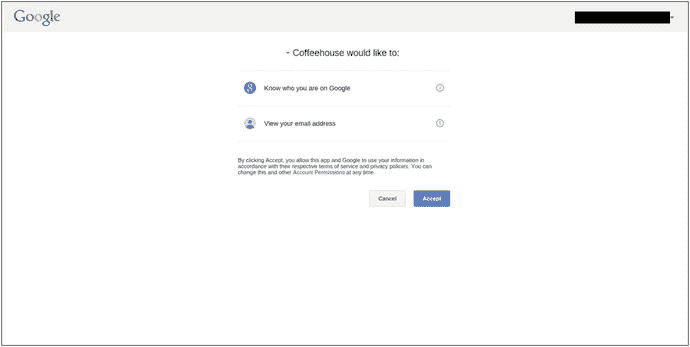 Google
- Coffeehouse would like to:
Know who you are on Google
View your email address
By clicking Accept, you allow this app and Google to use your information in
accordance with their respective terms of service and privacy policies. You can
change this and other Account Permissions at any time.
Cancel
Accept